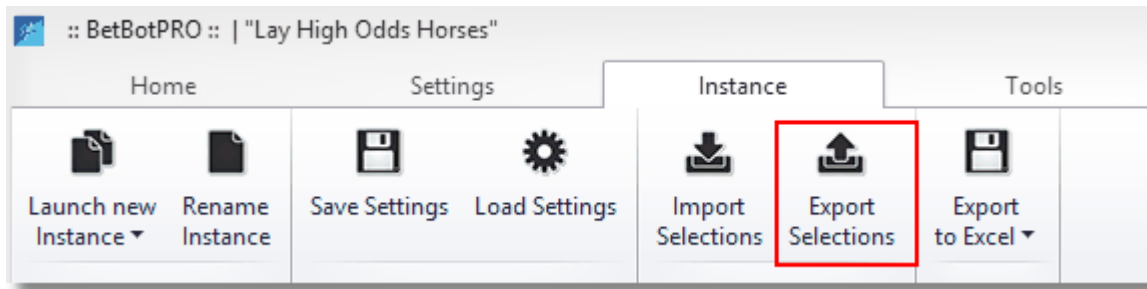 :: BetBotPRO :: | "Lay High Odds Horses"
Home Settings Instance Tools
Launch new Instance
Rename Instance
Save Settings
Load Settings
Import Selections
Export Selections
Export to Excel